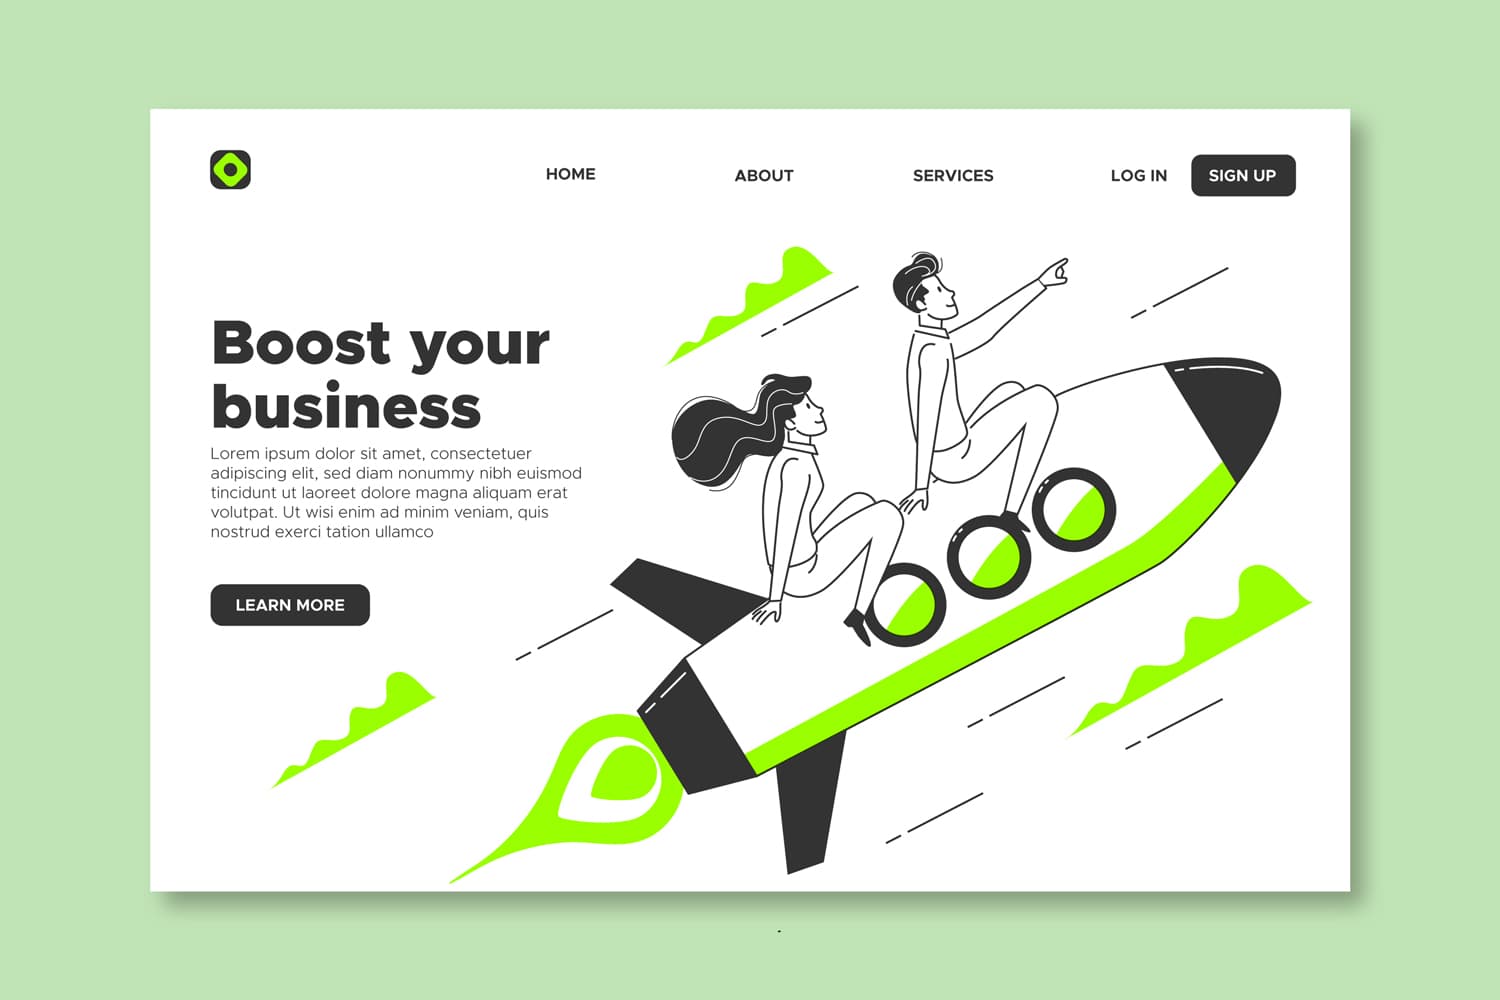 HOME ABOUT SERVICES LOG IN SIGN UP
Boost your
business
Lorem ipsum dolor sit amet, consectetuer
adipiscing elit, sed diam nonummy nibh euismod
tincidunt ut laoreet dolore magna aliquam erat
volutpat. Ut wisi enim ad minim veniam, quis
nostrud exerci tation ullamco
LEARN MORE